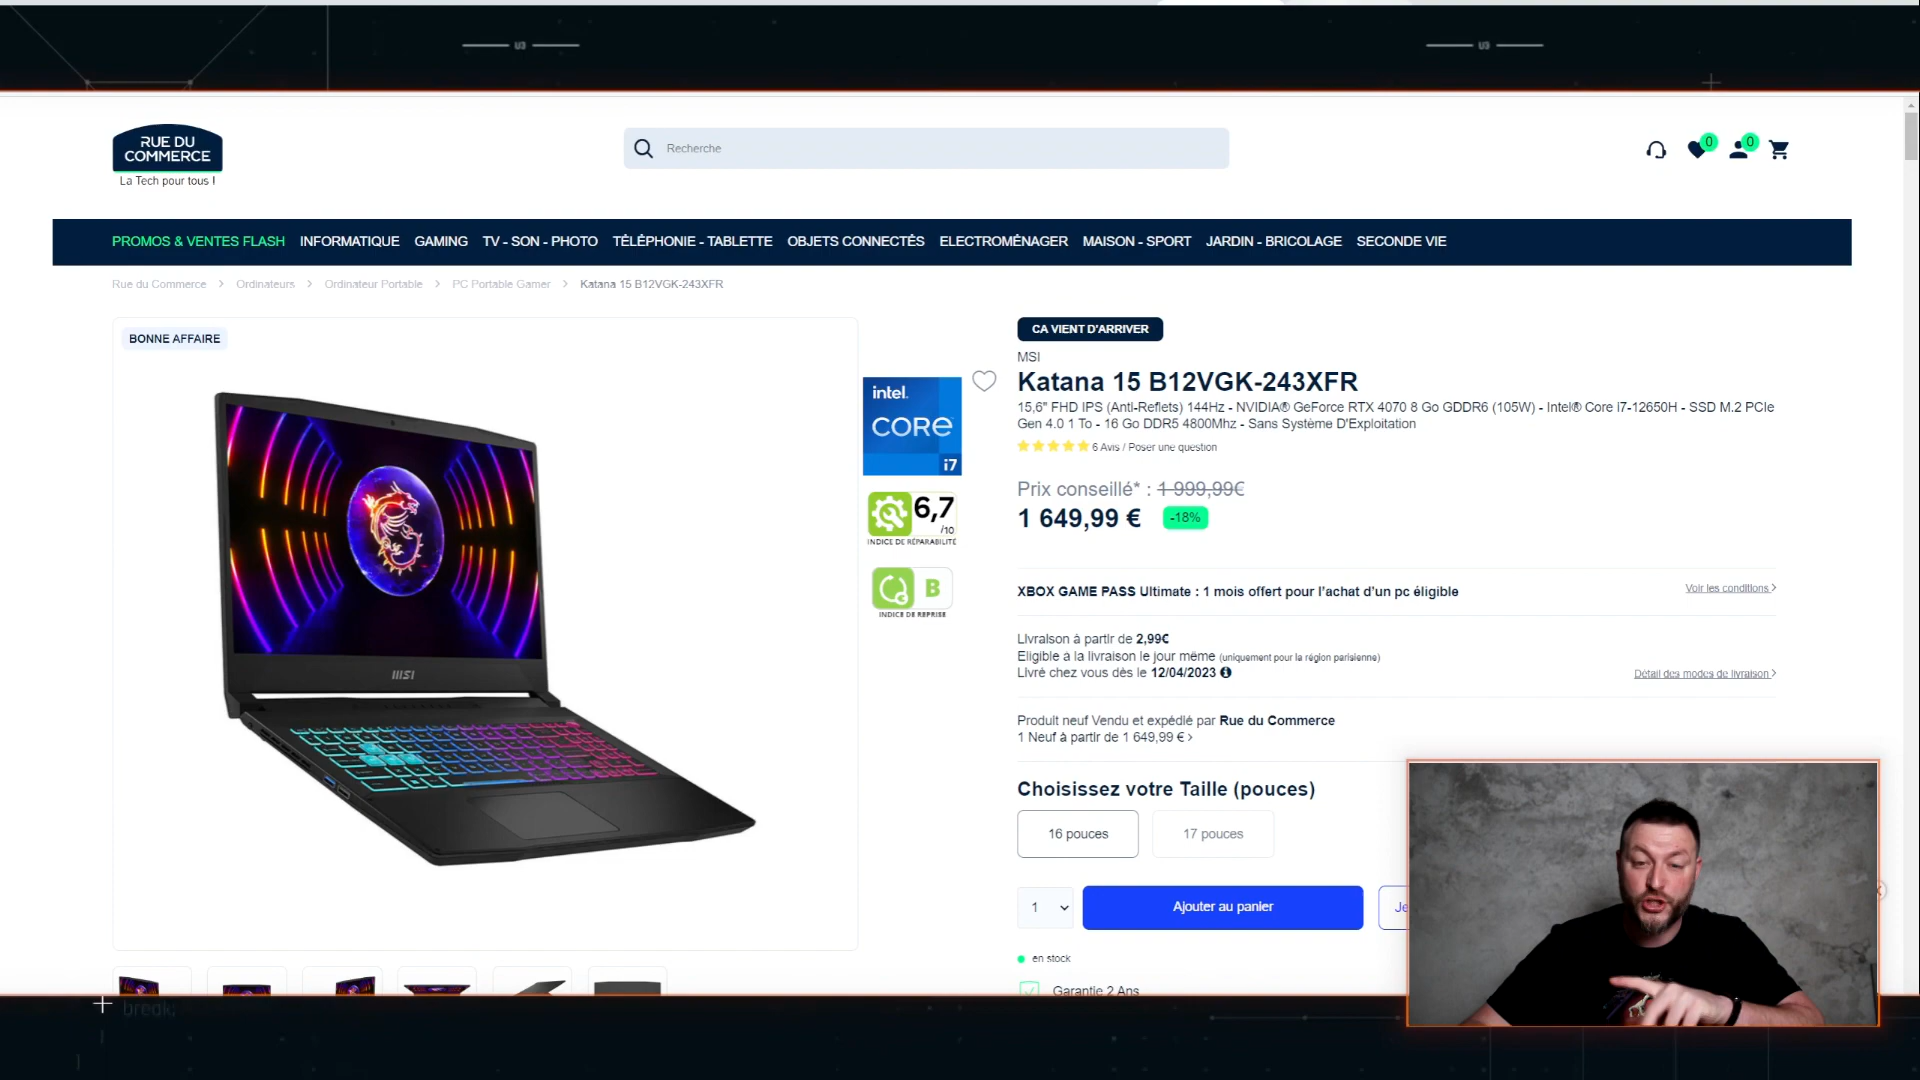 RUE DU
COMMERCE
La Tech pour tous !
Recherche
0
0
PROMOS & VENTES FLASH INFORMATIQUE GAMING TV - SON - PHOTO TÉLÉPHONIE - TABLETTE OBJETS CONNECTÉS ELECTROMÉNAGER MAISON - SPORT JARDIN - BRICOLAGE SECONDE VIE
Rue du Commerce > Ordinateurs > Ordinateur Portable > PC Portable Gamer > Katana 15 B12VGK-243XFR
BONNE AFFAIRE
msi
intel.
CORE
i7
6,7
/10
INDICE DE RÉPARABILITÉ
B
INDICE DE REPRISE
CA VIENT D'ARRIVER
MSI
Katana 15 B12VGK-243XFR
15,6" FHD IPS (Anti-Reflets) 144Hz - NVIDIA® GeForce RTX 4070 8 Go GDDR6 (105W) - Intel® Core i7-12650H - SSD M.2 PCIe
Gen 4.0 1 To - 16 Go DDR5 4800Mhz - Sans Système D'Exploitation
6 Avis / Poser une question
Prix conseillé* : 1 999,99€
1 649,99 € -18%
XBOX GAME PASS Ultimate : 1 mois offert pour l'achat d'un pc éligible
Voir les conditions >
Livraison à partir de 2,99€
Eligible à la livraison le jour même (uniquement pour la région parisienne)
Livré chez vous dès le 12/04/2023
Détail des modes de livraison >
Produit neuf Vendu et expédié par Rue du Commerce
1 Neuf à partir de 1 649,99 € >
Choisissez votre Taille (pouces)
16 pouces 17 pouces
1 Ajouter au panier Je
en stock
Garantie 2 Ans